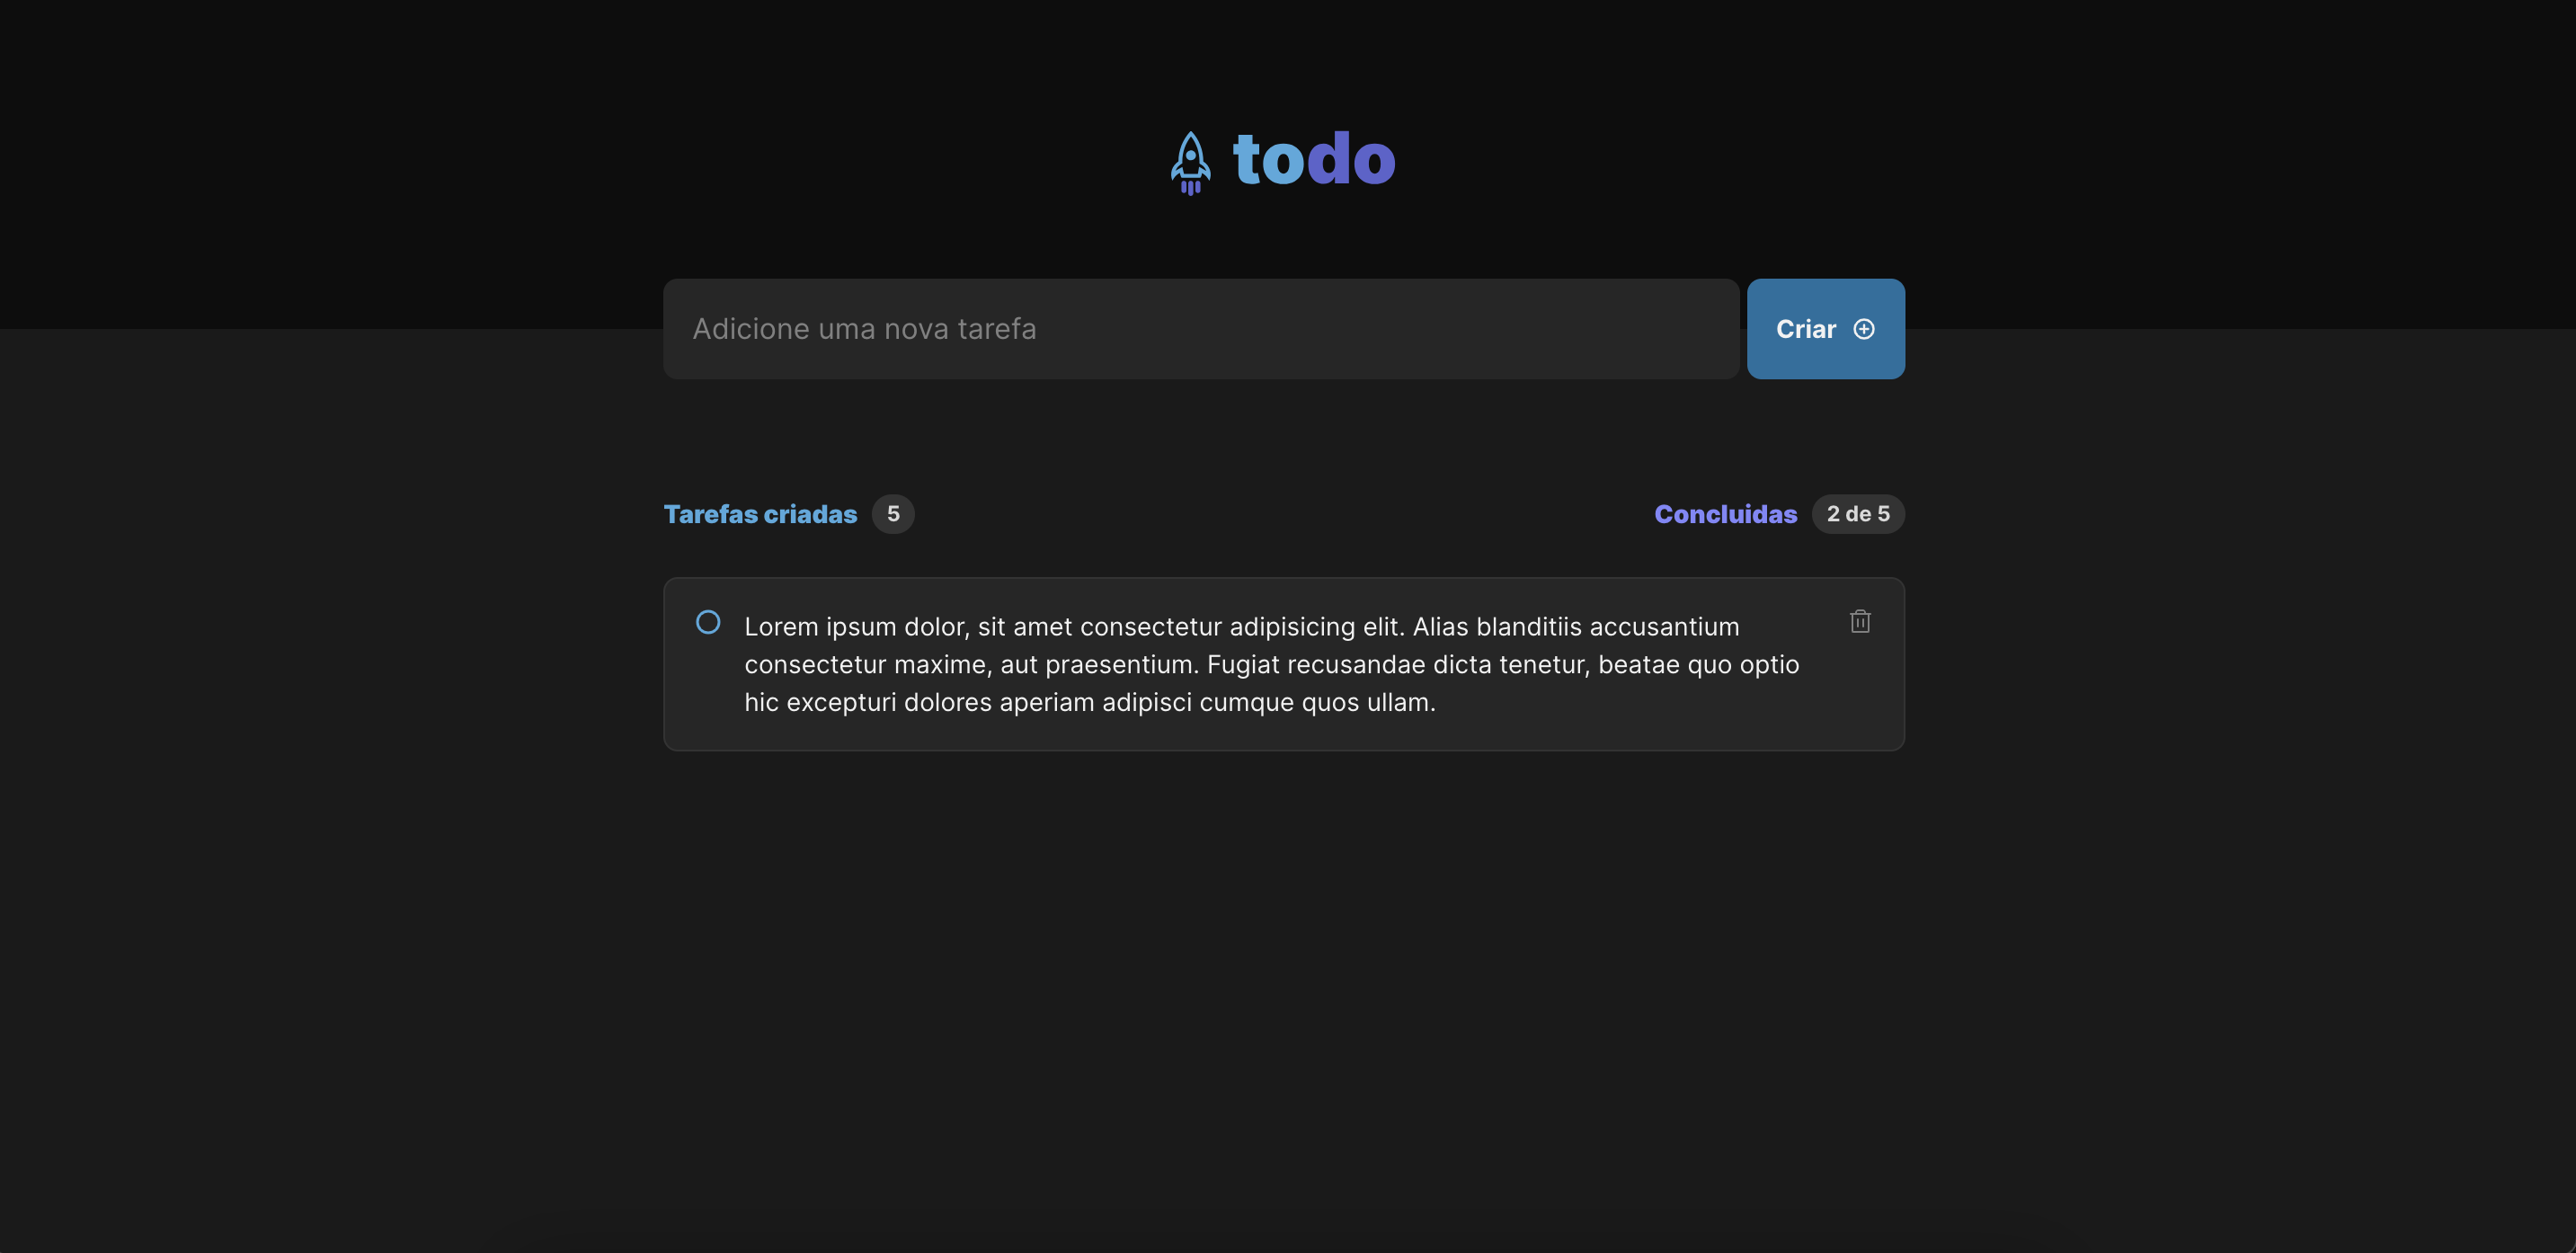 todo
Adicione uma nova tarefa
Criar
Tarefas criadas 5
Concluidas 2 de 5
Lorem ipsum dolor, sit amet consectetur adipisicing elit. Alias blanditiis accusantium
consectetur maxime, aut praesentium. Fugiat recusandae dicta tenetur, beatae quo optio
hic excepturi dolores aperiam adipisci cumque quos ullam.